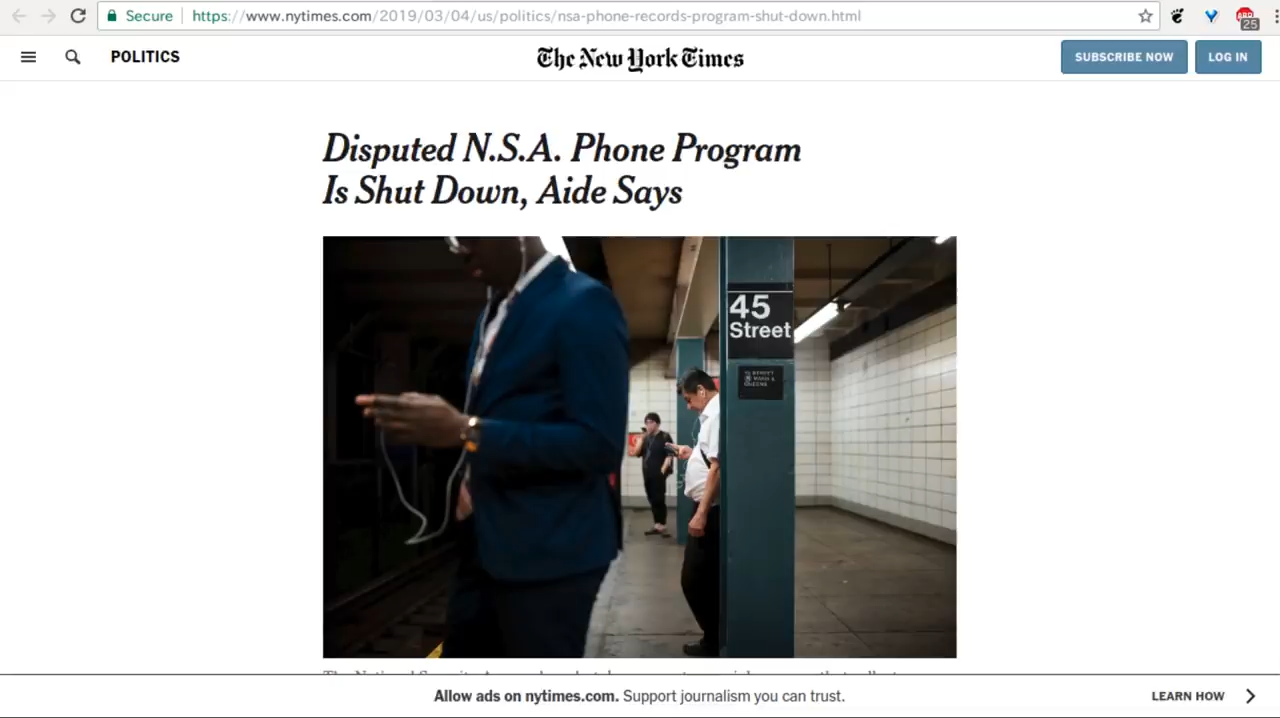 Secure https://www.nytimes.com/2019/03/04/us/politics/nsa-phone-records-program-shut-down.html
25
POLITICS
The New York Times
SUBSCRIBE NOW
LOG IN
Disputed N.S.A. Phone Program
Is Shut Down, Aide Says
45
Street
Allow ads on nytimes.com. Support journalism you can trust.
LEARN HOW